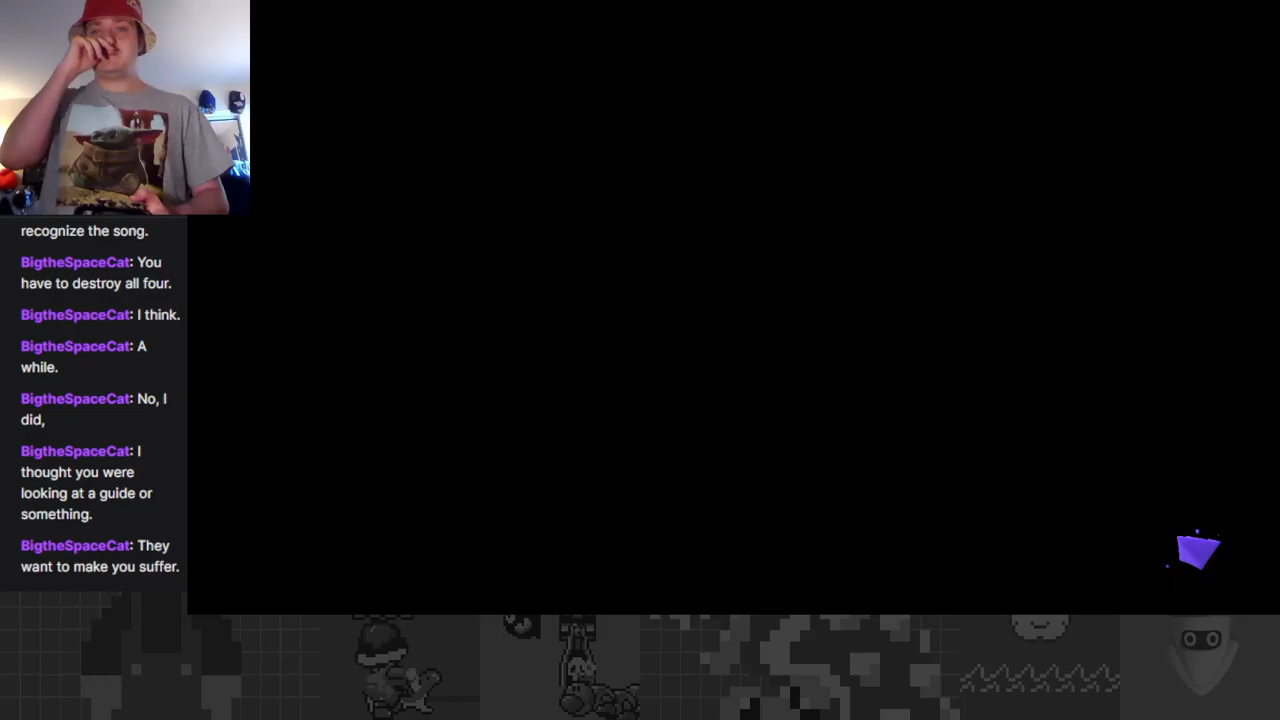 recognize the song.
BigtheSpaceCat: You
have to destroy all four.
BigtheSpaceCat: I think.
BigtheSpaceCat: A
while.
BigtheSpaceCat: No, I
did,
BigtheSpaceCat: I
thought you were
looking at a guide or
something.
BigtheSpaceCat: They
want to make you suffer.